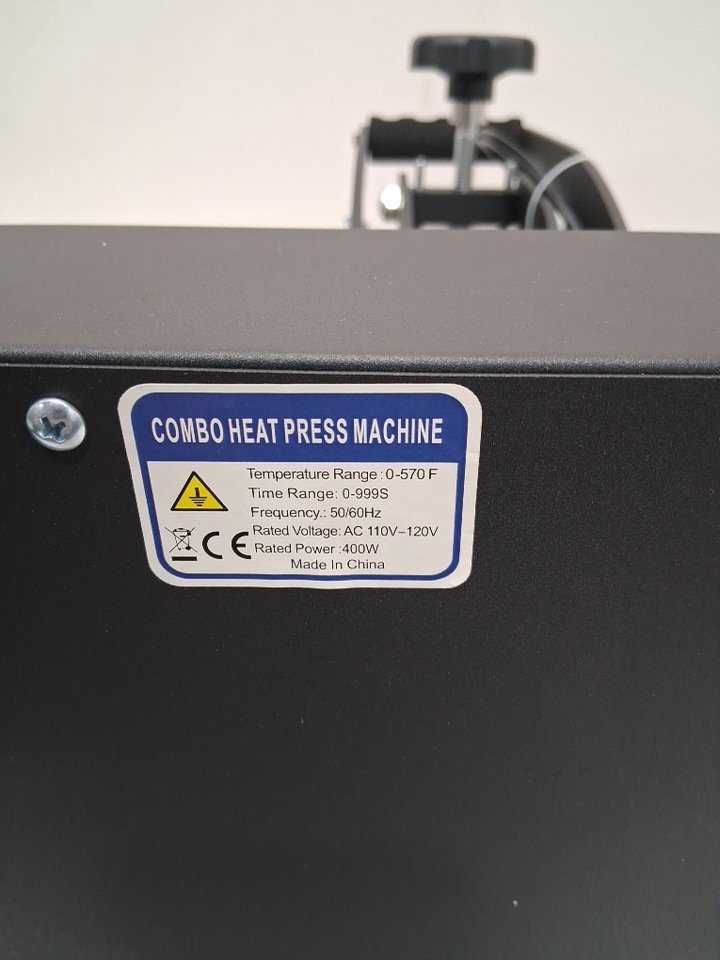 COMBO HEAT PRESS MACHINE
Temperature Range : 0-570 F
Time Range: 0-999S
Frequency.: 50/60Hz
Rated Voltage: AC 110V–120V
CE Rated Power :400W
Made In China